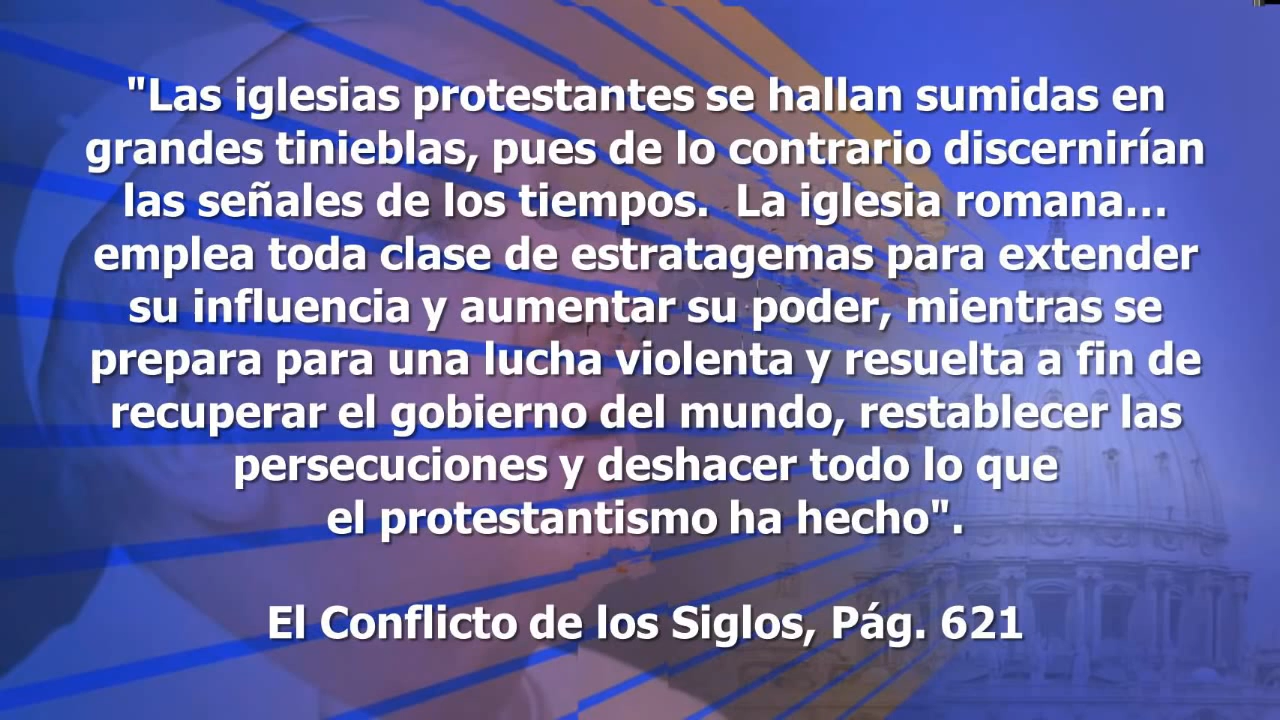 "Las iglesias protestantes se hallan sumidas en
grandes tinieblas, pues de lo contrario discernirían
las señales de los tiempos.  La iglesia romana...
emplea toda clase de estratagemas para extender
su influencia y aumentar su poder, mientras se
prepara para una lucha violenta y resuelta a fin de
recuperar el gobierno del mundo, restablecer las
persecuciones y deshacer todo lo que
el protestantismo ha hecho".
El Conflicto de los Siglos, Pág. 621